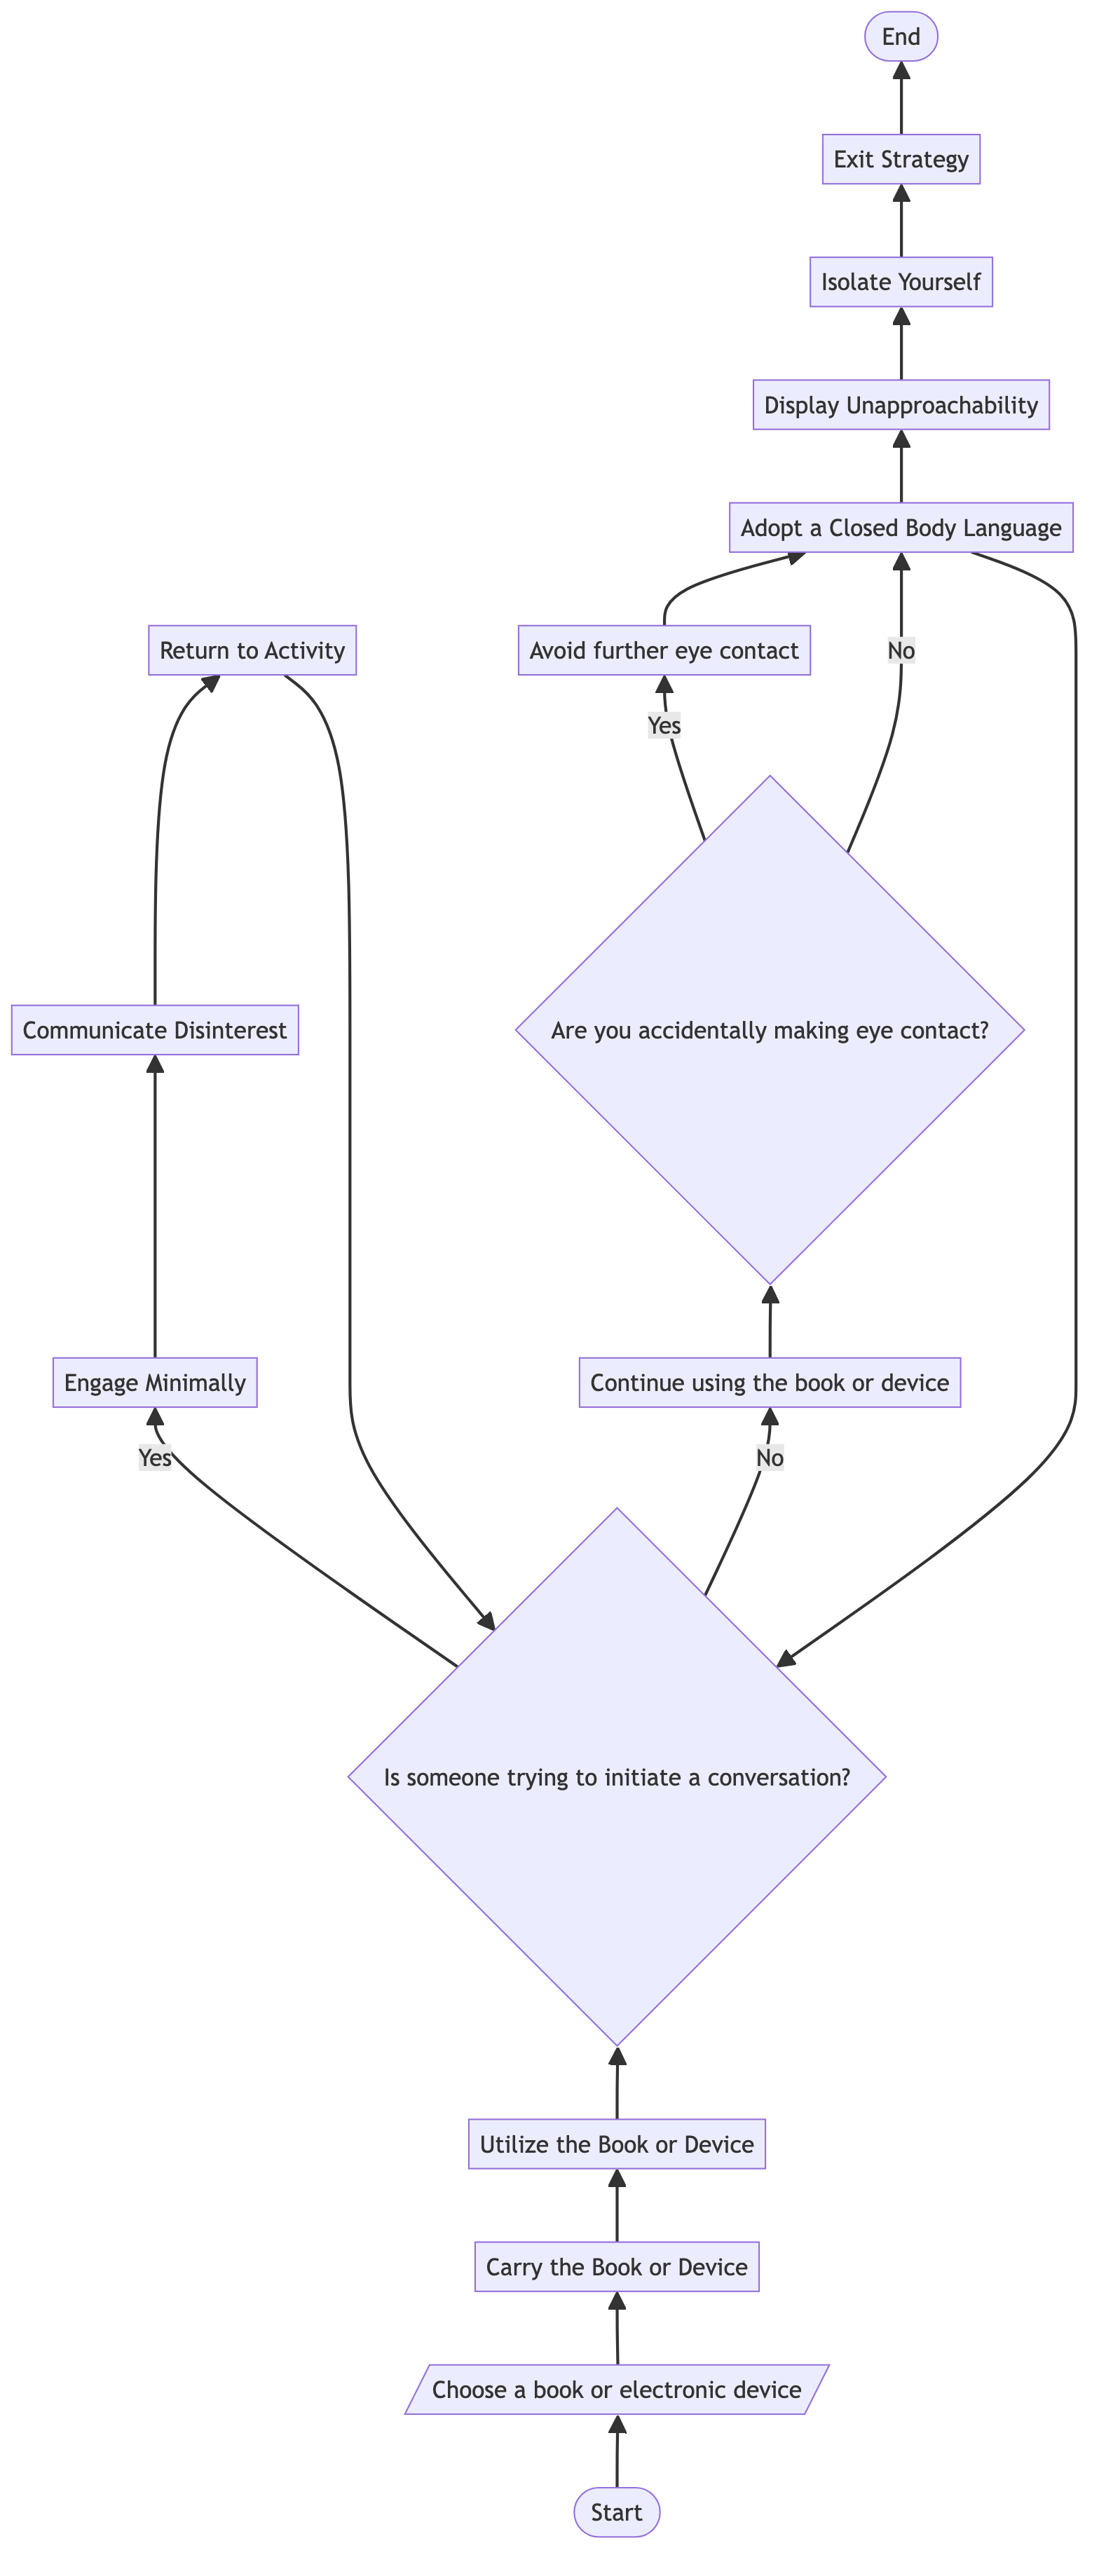 End
Exit Strategy
Isolate Yourself
Display Unapproachability
Adopt a Closed Body Language
Return to Activity
Avoid further eye contact
No
Yes
Communicate Disinterest
Are you accidentally making eye contact?
Engage Minimally
Continue using the book or device
Yes
No
Is someone trying to initiate a conversation?
Utilize the Book or Device
Carry the Book or Device
Choose a book or electronic device
Start